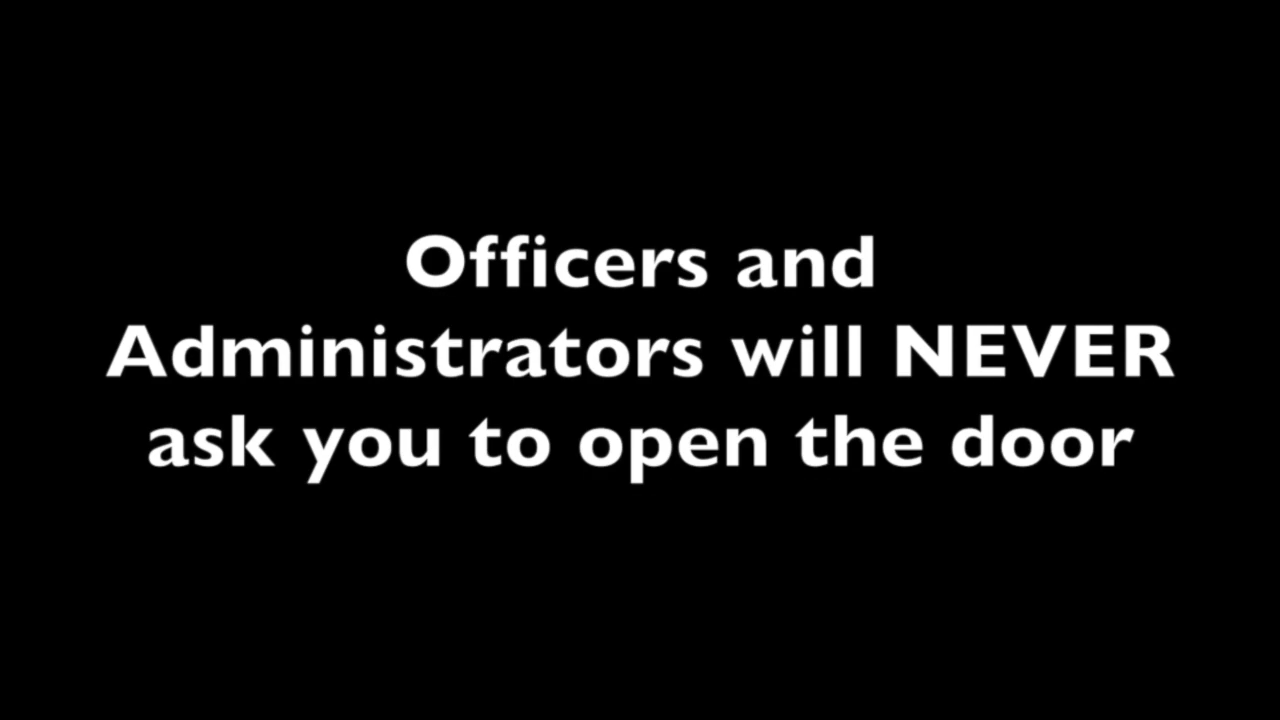 Officers and
Administrators will NEVER
ask you to open the door